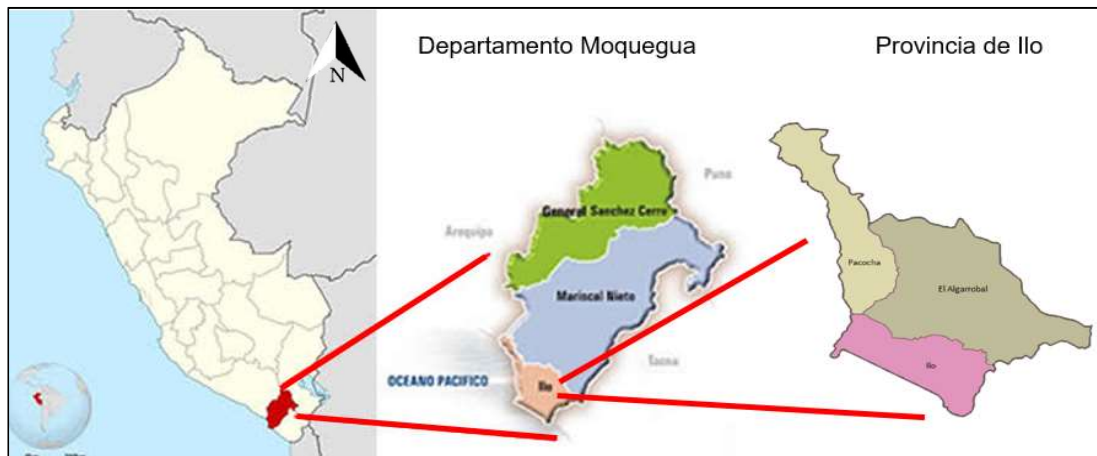 N
Departamento Moquegua
Puno
General Sanchez Cerro
Arequipa
Mariscal Nieto
Tacna
OCEANO PACIFICO
Ilo
Provincia de Ilo
Pacocha
El Algarrobal
Ilo